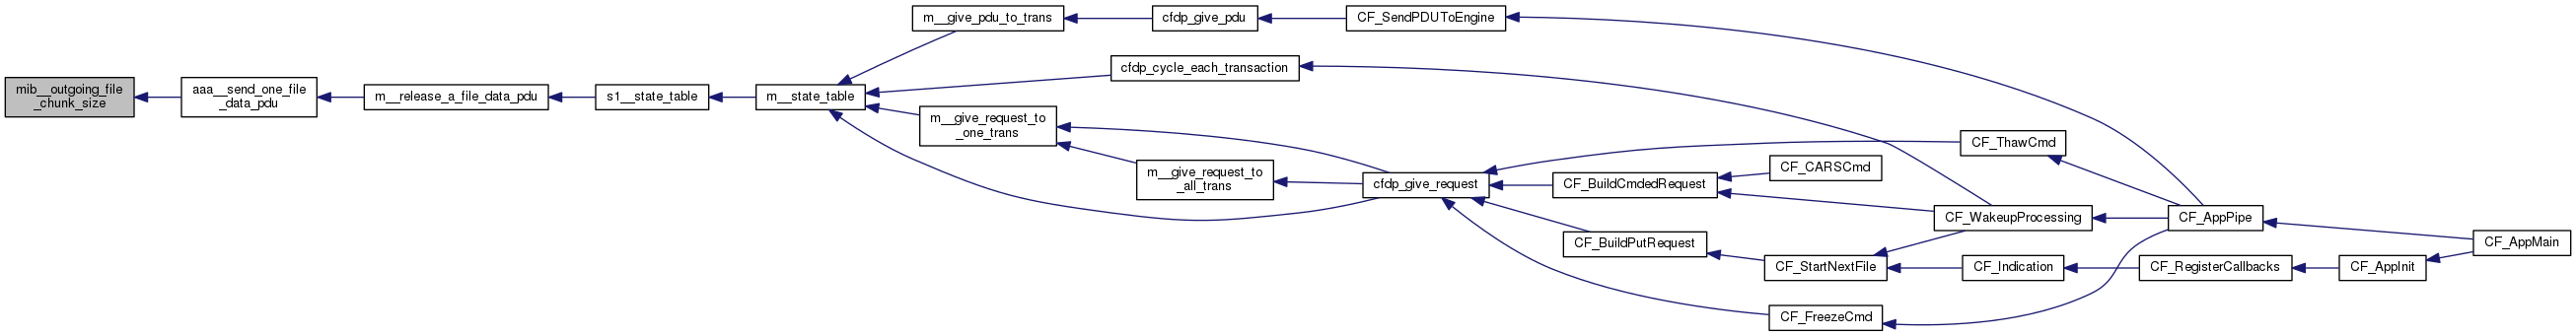 mib__outgoing_file
_chunk_size
aaa__send_one_file
_data_pdu
m__release_a_file_data_pdu
s1__state_table
m__state_table
m__give_pdu_to_trans
cfdp_give_pdu
CF_SendPDUToEngine
cfdp_cycle_each_transaction
m__give_request_to
_one_trans
m__give_request_to
_all_trans
cfdp_give_request
CF_ThawCmd
CF_BuildCmdedRequest
CF_CARSCmd
CF_BuildPutRequest
CF_WakeupProcessing
CF_StartNextFile
CF_Indication
CF_RegisterCallbacks
CF_AppInit
CF_FreezeCmd
CF_AppPipe
CF_AppMain